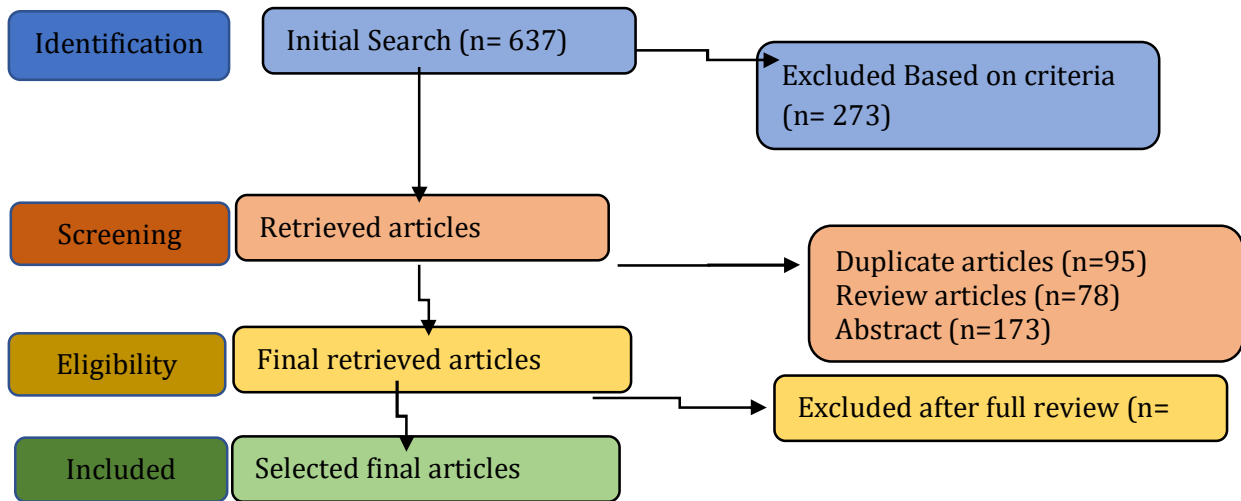 Identification
Initial Search (n= 637)
Excluded Based on criteria
(n= 273)
Screening
Retrieved articles
Duplicate articles (n=95)
Review articles (n=78)
Abstract (n=173)
Eligibility
Final retrieved articles
Excluded after full review (n=
Included
Selected final articles